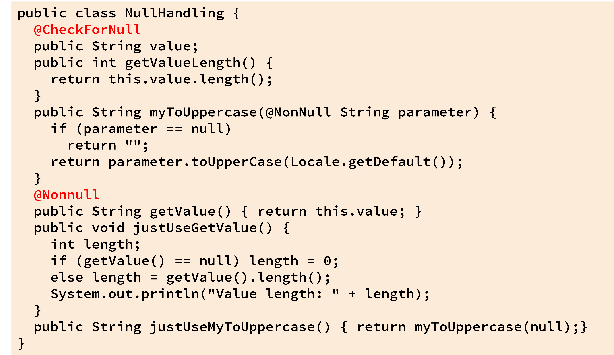 public class NullHandling {
  @CheckForNull
  public String value;
  public int getValueLength() {
    return this.value.length();
  }
  public String myToUppercase(@NonNull String parameter) {
    if (parameter == null)
      return "";
    return parameter.toUpperCase(Locale.getDefault());
  }
  @Nonnull
  public String getValue() { return this.value; }
  public void justUseGetValue() {
    int length;
    if (getValue() == null) length = 0;
    else length = getValue().length();
    System.out.println("Value length: " + length);
  }
  public String justUseMyToUppercase() { return myToUppercase(null);}
}